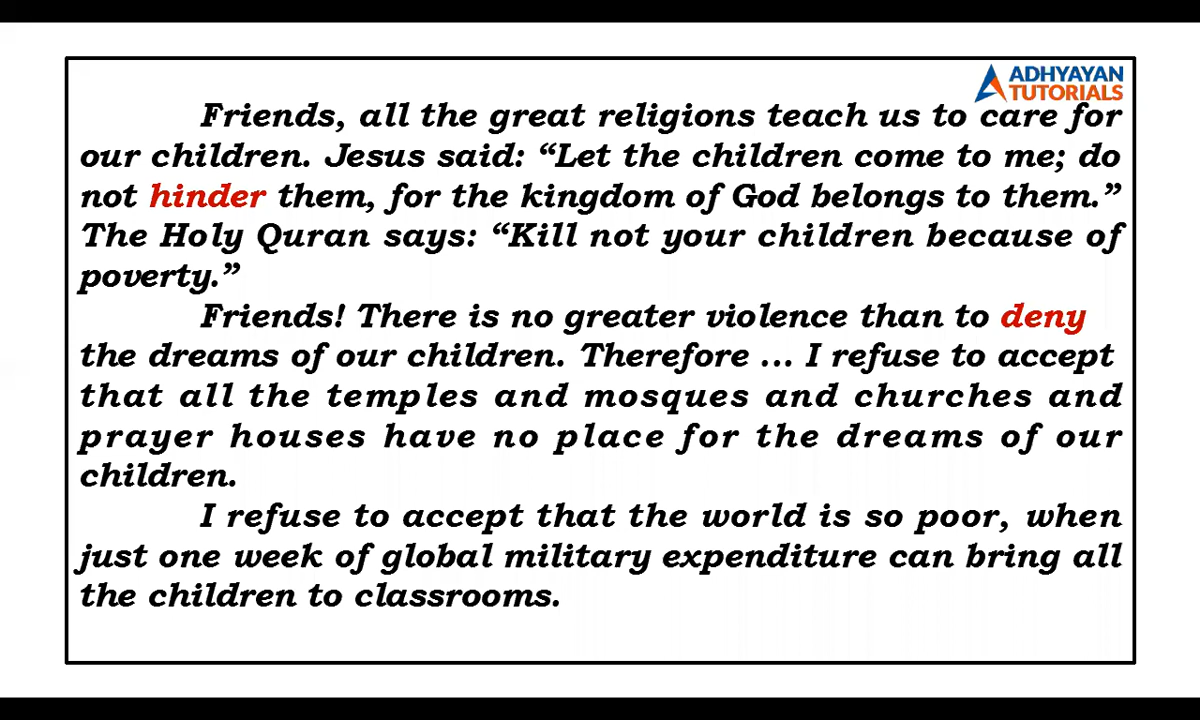 ADHYAYAN
TUTORIALS
Friends, all the great religions teach us to care for
our children. Jesus said: “Let the children come to me; do
not hinder them, for the kingdom of God belongs to them.”
The Holy Quran says: “Kill not your children because of
poverty.”
Friends! There is no greater violence than to deny
the dreams of our children. Therefore ... I refuse to accept
that all the temples and mosques and churches and
prayer houses have no place for the dreams of our
children.
I refuse to accept that the world is so poor, when
just one week of global military expenditure can bring all
the children to classrooms.